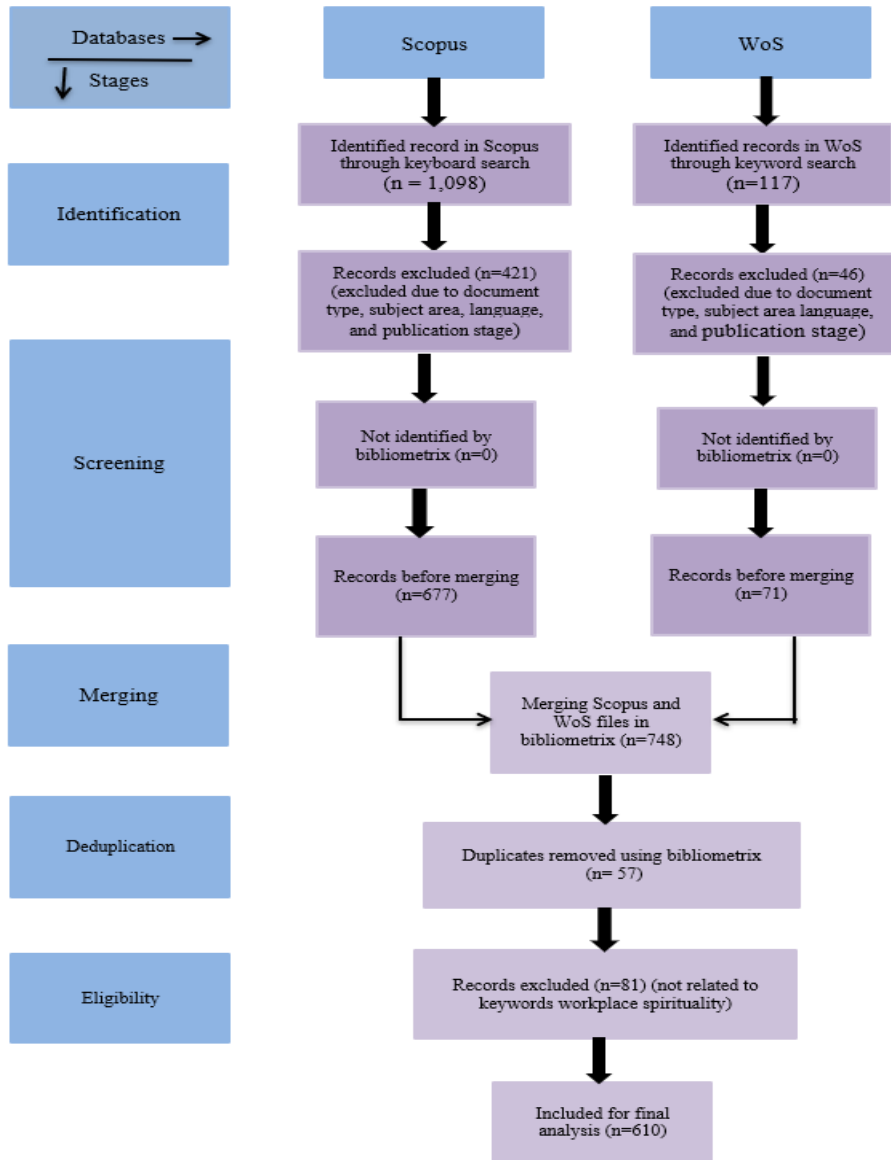 Databases
Stages
Scopus
WoS
Identified record in Scopus
through keyboard search
(n = 1,098)
Identified records in WoS
through keyword search
(n=117)
Identification
Records excluded (n=421)
(excluded due to document
type, subject area, language,
and publication stage)
Records excluded (n=46)
(excluded due to document
type, subject area language,
and publication stage)
Screening
Not identified by
bibliometrix (n=0)
Not identified by
bibliometrix (n=0)
Records before merging
(n=677)
Records before merging
(n=71)
Merging
Merging Scopus and
WoS files in
bibliometrix (n=748)
Deduplication
Duplicates removed using bibliometrix
(n= 57)
Eligibility
Records excluded (n=81) (not related to
keywords workplace spirituality)
Included for final
analysis (n=610)